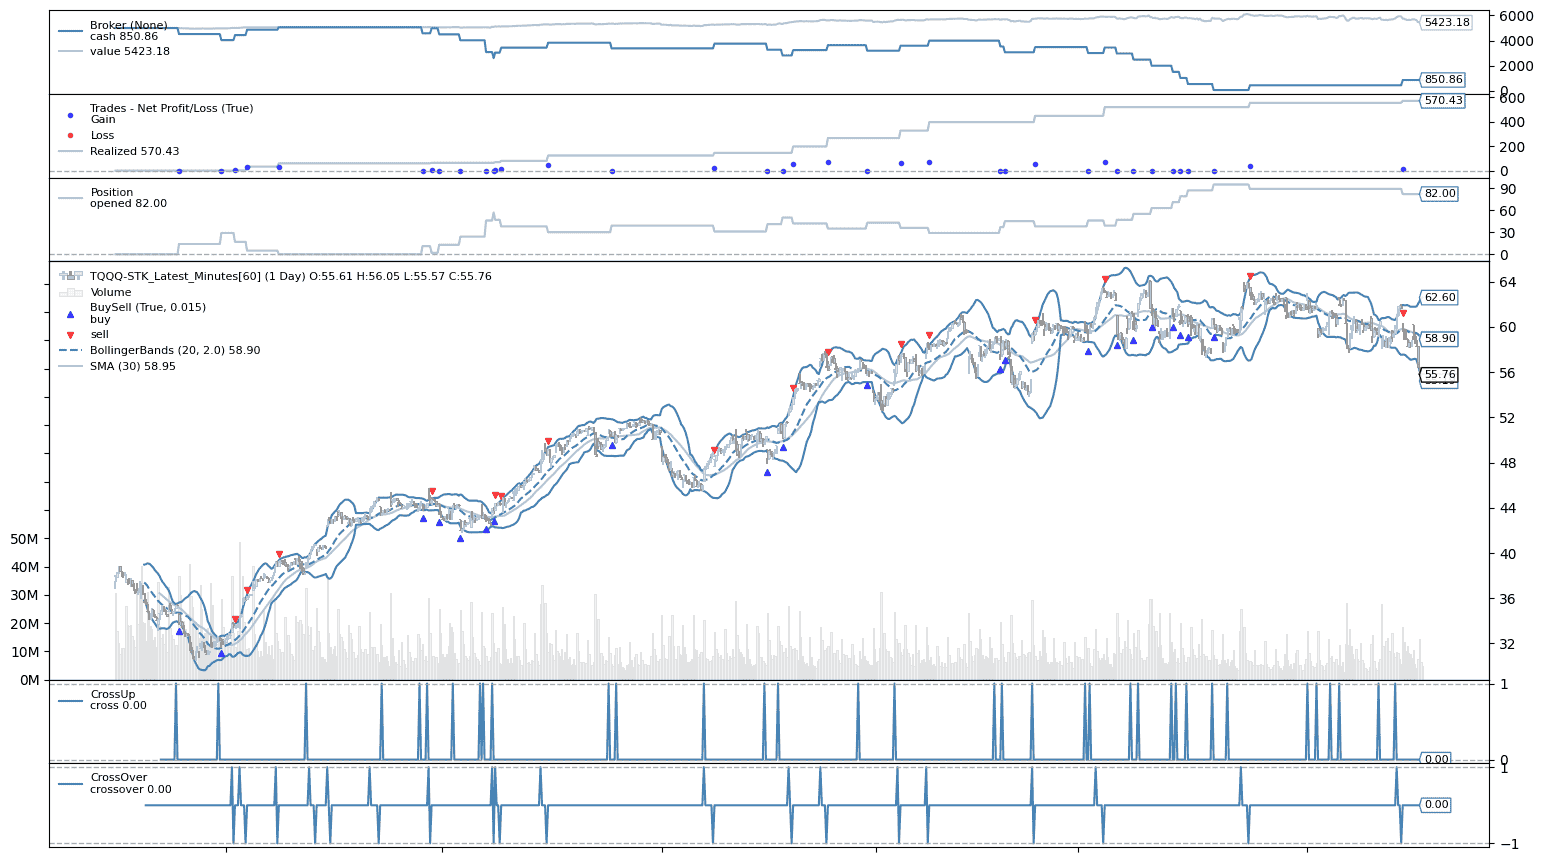 Broker (None)
cash 850.86
value 5423.18
6000
5423.18
4000
2000
850.86
0
Trades - Net Profit/Loss (True)
Gain
Loss
Realized 570.43
600
570.43
400
200
0
Position
opened 82.00
90
82.00
60
30
0
TQQQ-STK_Latest_Minutes[60] (1 Day) O:55.61 H:56.05 L:55.57 C:55.76
Volume
BuySell (True, 0.015)
buy
sell
BollingerBands (20, 2.0) 58.90
SMA (30) 58.95
64
62.60
60
58.90
56
55.76
52
48
44
40
36
32
50M
40M
30M
20M
10M
0M
CrossUp
cross 0.00
1
0.00
0
CrossOver
crossover 0.00
1
0.00
−1